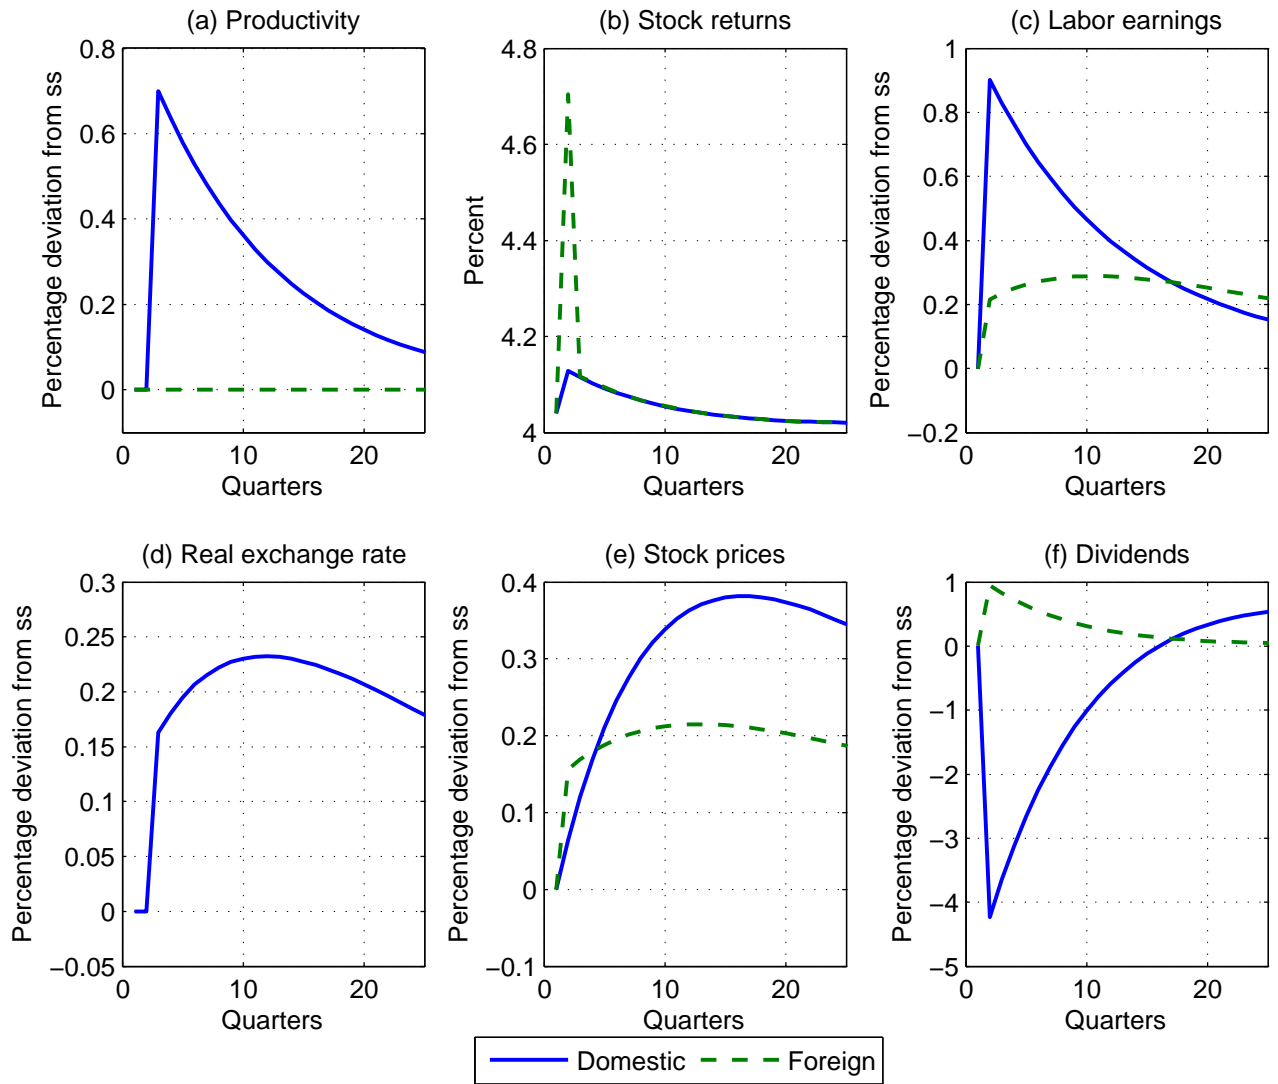 (a) Productivity
Percentage deviation from ss
0.8
0.6
0.4
0.2
0
0
10
20
Quarters
(b) Stock returns
Percent
4.8
4.6
4.4
4.2
4
0
10
20
Quarters
(c) Labor earnings
Percentage deviation from ss
1
0.8
0.6
0.4
0.2
0
−0.2
0
10
20
Quarters
(d) Real exchange rate
Percentage deviation from ss
0.3
0.25
0.2
0.15
0.1
0.05
0
−0.05
0
10
20
Quarters
(e) Stock prices
Percentage deviation from ss
0.4
0.3
0.2
0.1
0
−0.1
0
10
20
Quarters
(f) Dividends
Percentage deviation from ss
1
0
−1
−2
−3
−4
−5
0
10
20
Quarters
Domestic
Foreign